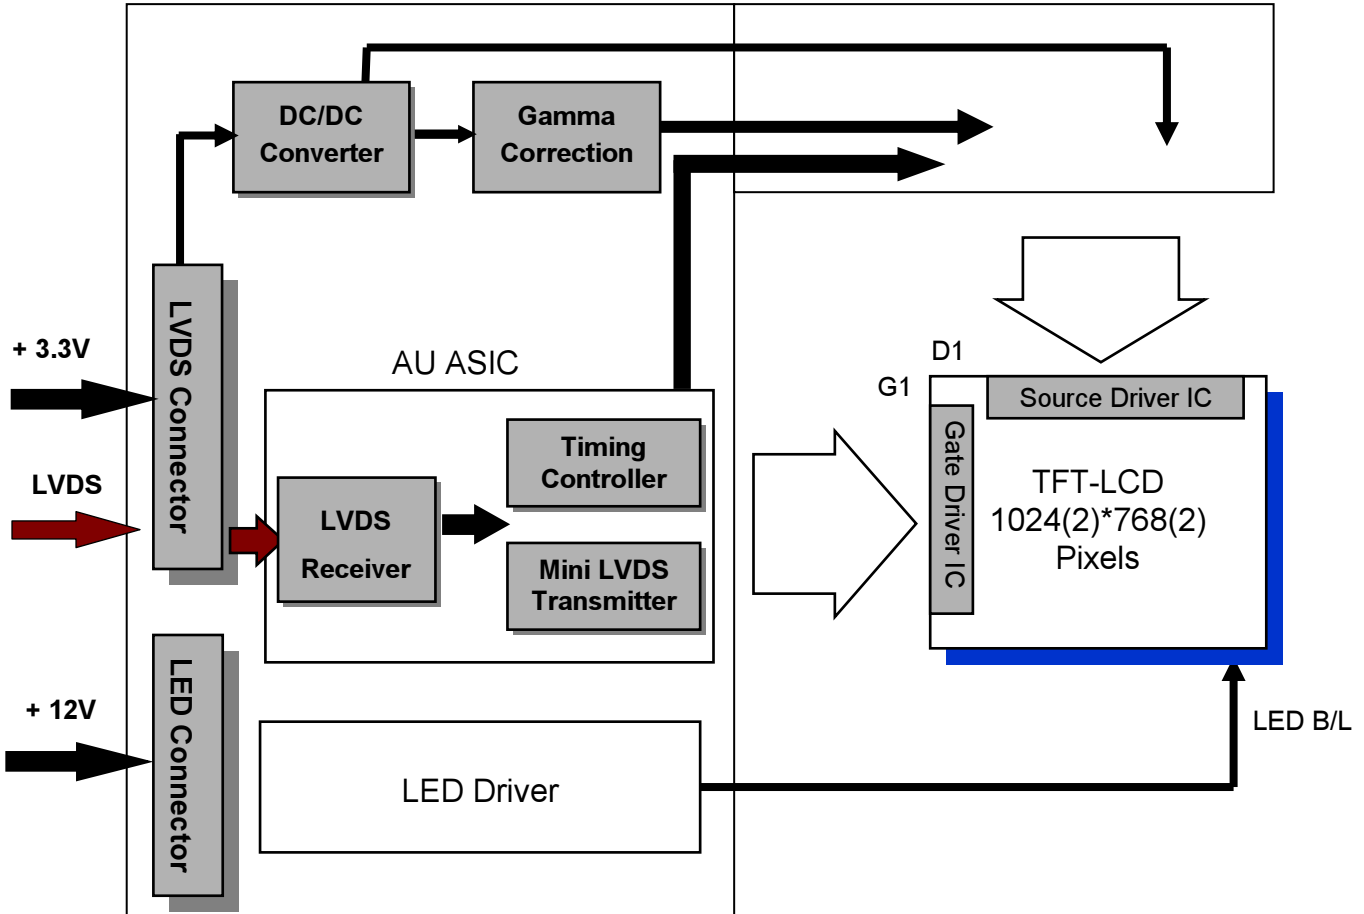 DC/DC
Converter
Gamma
Correction
LVDS Connector
+ 3.3V
LVDS
AU ASIC
Timing
Controller
LVDS
Receiver
Mini LVDS
Transmitter
D1
G1
Source Driver IC
Gate Driver IC
TFT-LCD
1024(2)*768(2)
Pixels
LED Connector
+ 12V
LED Driver
LED B/L